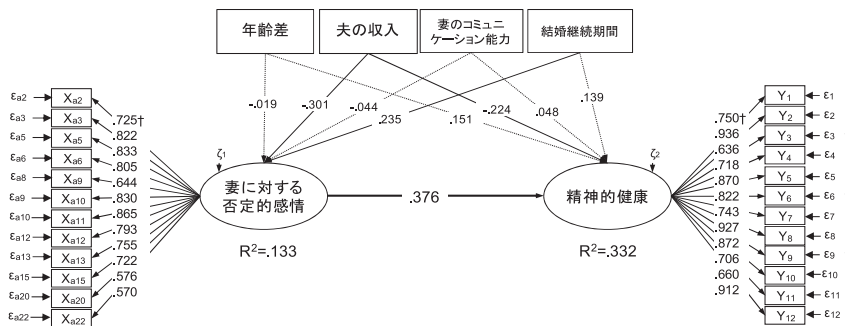 年齢差
夫の収入
妻のコミュニ
ケーション能力
結婚継続期間
-.019
-.301
-.044
.235
.151
-.224
.048
.139
εa2 Xa2
εa3 Xa3
εa5 Xa5
εa6 Xa6
εa8 Xa9
εa9 Xa10
εa10 Xa11
εa12 Xa12
εa13 Xa13
εa15 Xa15
εa20 Xa20
εa22 Xa22
.725†
.822
.833
.805
.644
.830
.865
.793
.755
.722
.576
.570
ζ1
妻に対する
否定的感情
R²=.133
.376
ζ2
精神的健康
R²=.332
.750†
.936
.636
.718
.870
.822
.743
.927
.872
.706
.660
.912
Y1 ε1
Y2 ε2
Y3 ε3
Y4 ε4
Y5 ε5
Y6 ε6
Y7 ε7
Y8 ε8
Y9 ε9
Y10 ε10
Y11 ε11
Y12 ε12